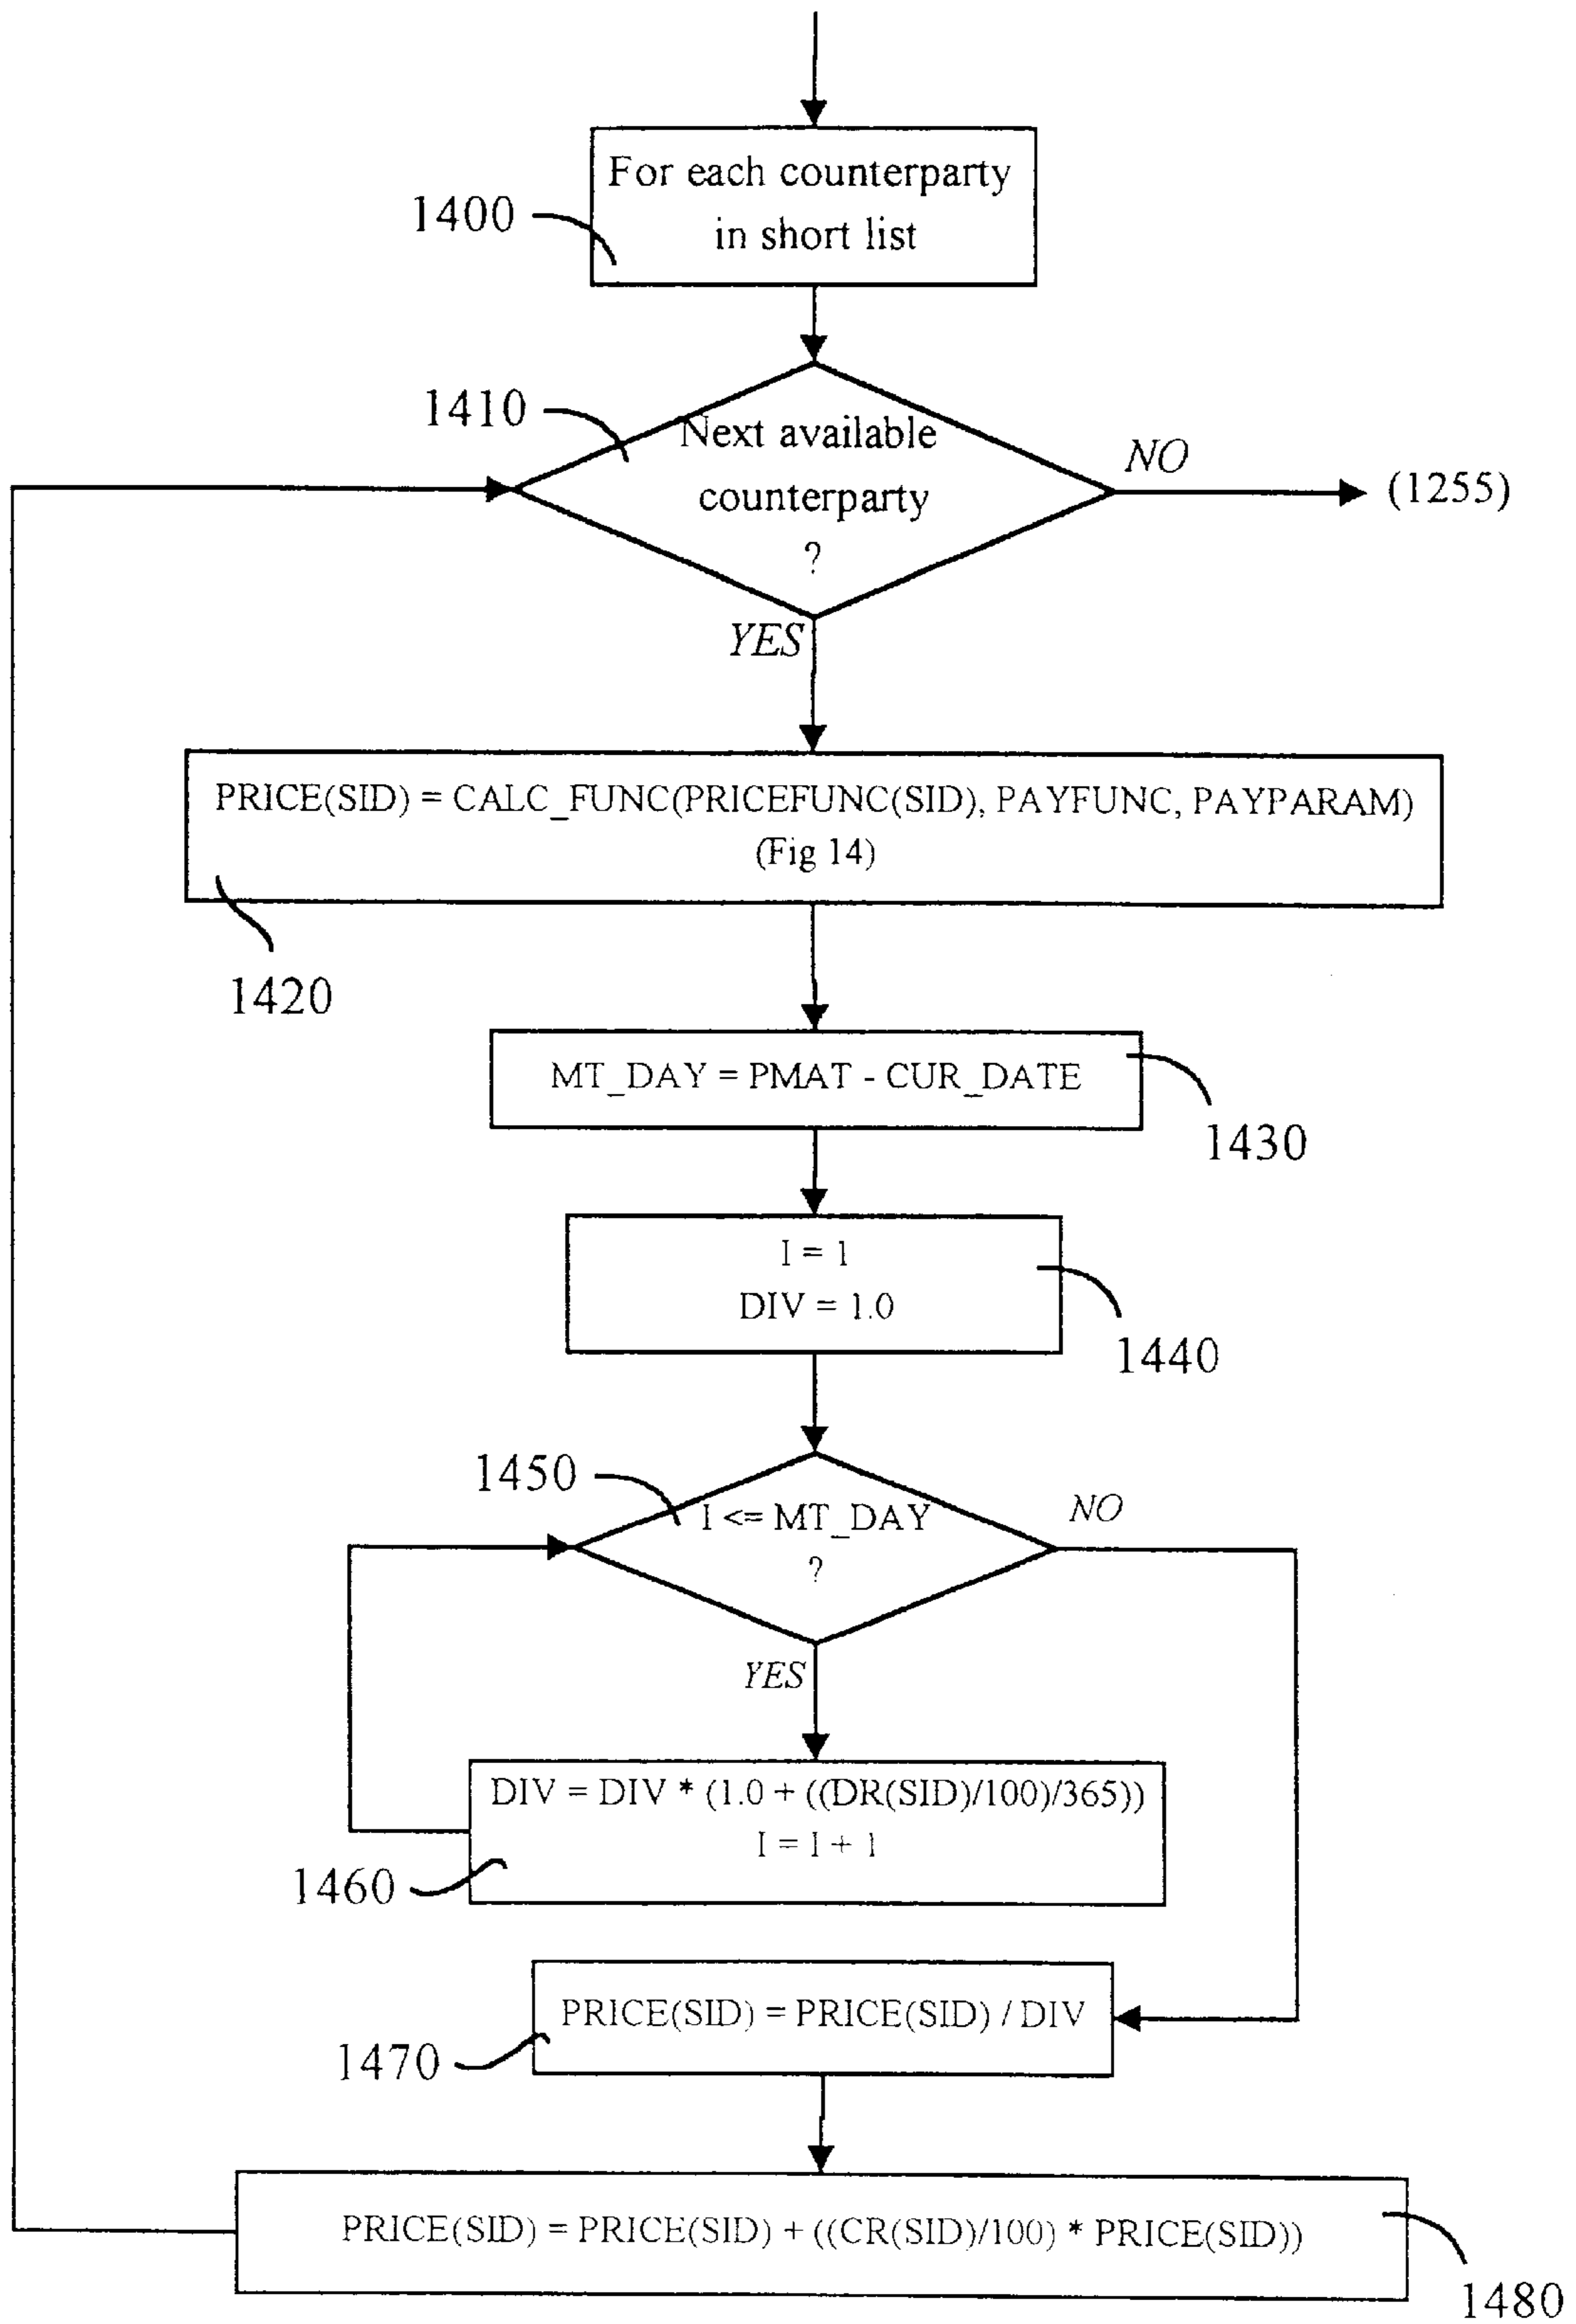 For each counterparty
in short list
1400
1410
Next available
counterparty
?
NO
(1255)
YES
PRICE(SID) = CALC_FUNC(PRICEFUNC(SID), PAYFUNC, PAYPARAM)
(Fig 14)
1420
MT_DAY = PMAT - CUR_DATE
1430
I = 1
DIV = 1.0
1440
1450
I <= MT_DAY
?
NO
YES
DIV = DIV * (1.0 + ((DR(SID)/100)/365))
I = I + 1
1460
PRICE(SID) = PRICE(SID) / DIV
1470
PRICE(SID) = PRICE(SID) + ((CR(SID)/100) * PRICE(SID))
1480